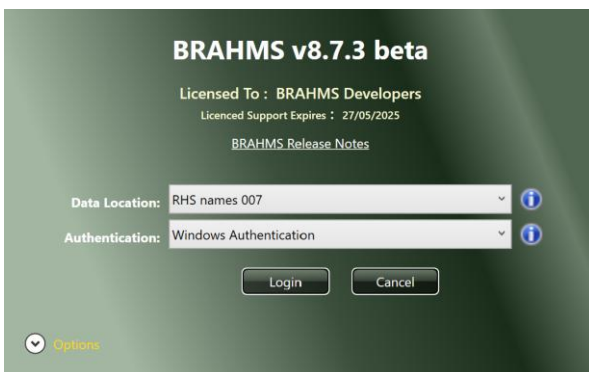 BRAHMS v8.7.3 beta
Licensed To : BRAHMS Developers
Licenced Support Expires : 27/05/2025
BRAHMS Release Notes
Data Location: RHS names 007
Authentication: Windows Authentication
Login Cancel
Options